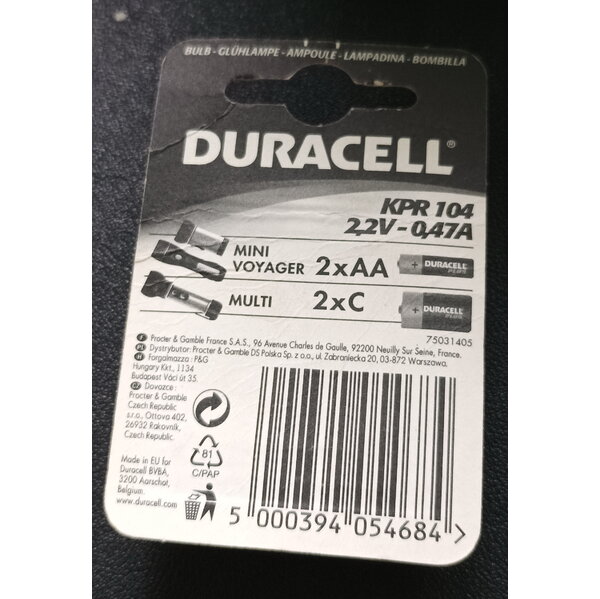 BULB - GLÜHLAMPE - AMPOULE - LAMPADINA - BOMBILLA
DURACELL®
KPR 104
2,2V - 0,47A
MINI
VOYAGER 2xAA
DURACELL
PLUS
MULTI 2xC
DURACELL
PLUS
75031405
F Procter & Gamble France S.A.S., 96 Avenue Charles de Gaulle, 92200 Neuilly Sur Seine, France.
PL Dystrybutor: Procter & Gamble DS Polska Sp. z o.o., ul. Zabraniecka 20, 03-872 Warszawa,
H Forgalmazza : P&G
Hungary Kkt., 1134
Budapest Váci út 35.
CZ Dovozce :
Procter & Gamble
Czech Republic
s.r.o., Ottova 402,
26932 Rakovník,
Czech Republic.
Made in EU for
Duracell BVBA,
3200 Aarschot,
Belgium.
www.duracell.com
81
C/PAP
5 000394 054684 >